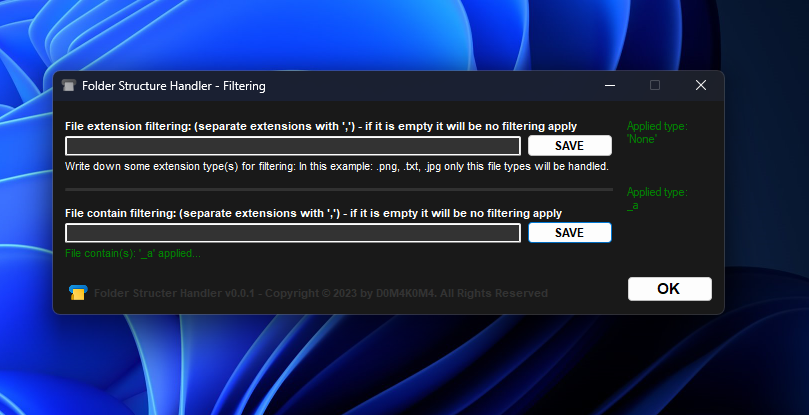 Folder Structure Handler - Filtering
File extension filtering: (separate extensions with ',') - if it is empty it will be no filtering apply
SAVE
Write down some extension type(s) for filtering: In this example: .png, .txt, .jpg only this file types will be handled.
Applied type:
'None'
File contain filtering: (separate extensions with ',') - if it is empty it will be no filtering apply
SAVE
File contain(s): '_a' applied...
Applied type:
_a
Folder Structer Handler v0.0.1 - Copyright © 2023 by D0M4K0M4. All Rights Reserved
OK